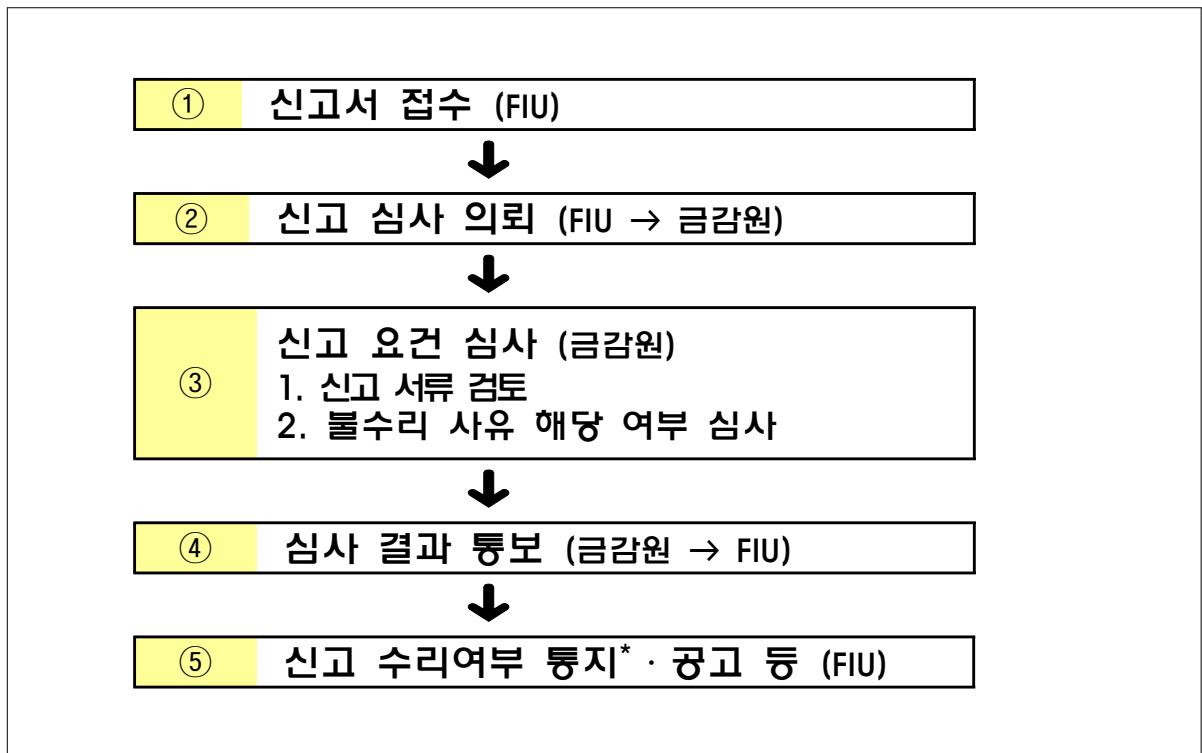 ① 신고서 접수 (FIU)
② 신고 심사 의뢰 (FIU → 금감원)
③ 신고 요건 심사 (금감원)
1. 신고 서류 검토
2. 불수리 사유 해당 여부 심사
④ 심사 결과 통보 (금감원 → FIU)
⑤ 신고 수리여부 통지* · 공고 등 (FIU)